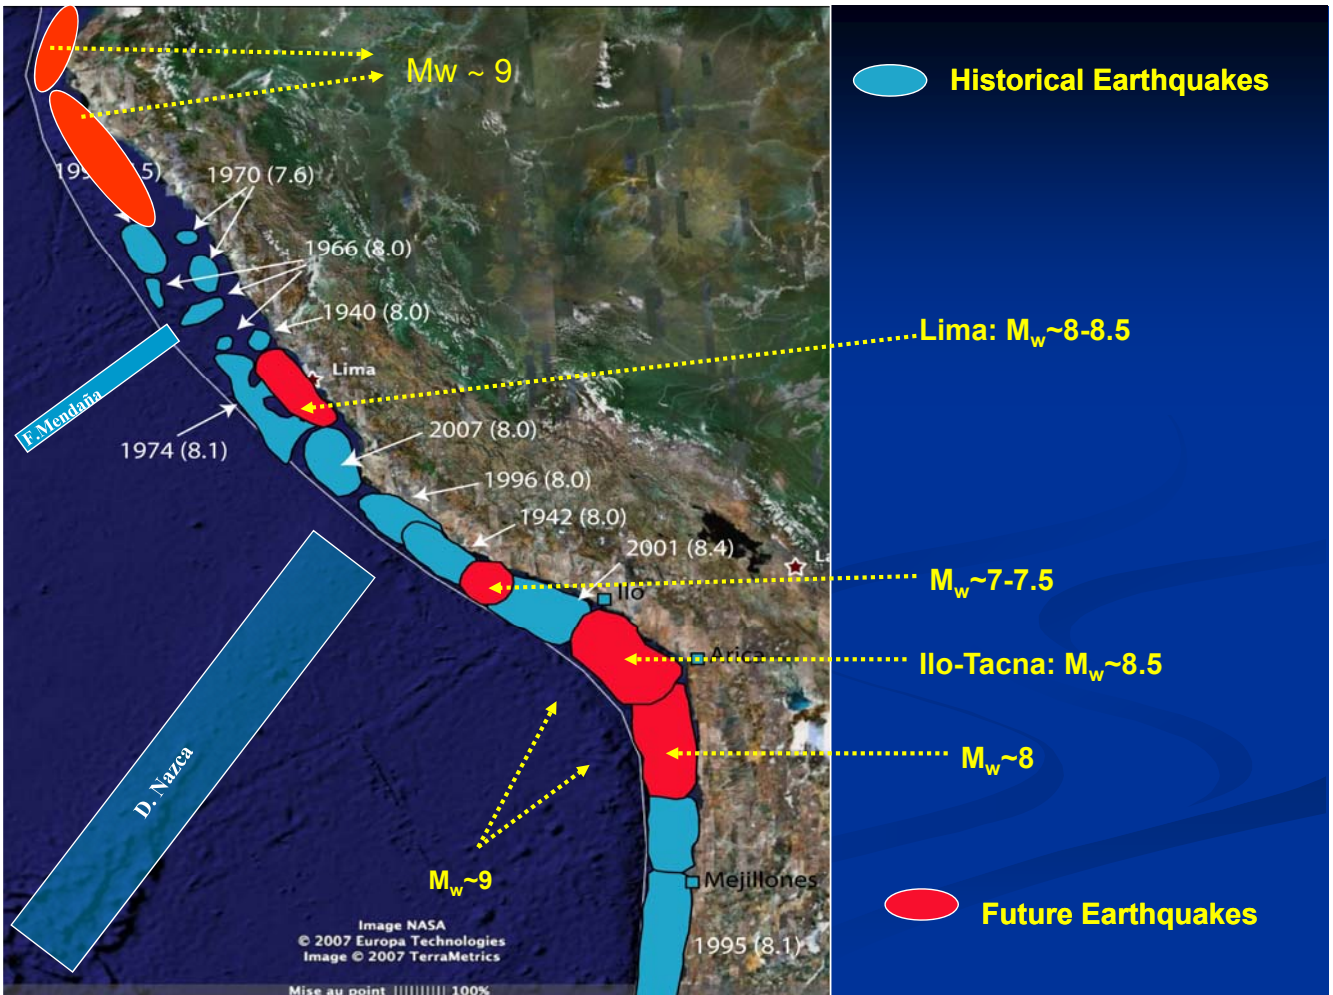 Mw ~ 9
Historical Earthquakes
1970 (7.6)
1966 (8.0)
1940 (8.0)
Lima: Mw~8-8.5
Lima
F.Mendaña
2007 (8.0)
1974 (8.1)
1996 (8.0)
1942 (8.0)
2001 (8.4)
Mw~7-7.5
Ilo
Arica
Ilo-Tacna: Mw~8.5
D. Nazca
Mw~8
Mw~9
Mejillones
Future Earthquakes
Image NASA
© 2007 Europa Technologies
Image © 2007 TerraMetrics
1995 (8.1)
Mise au point |||||||||| 100%